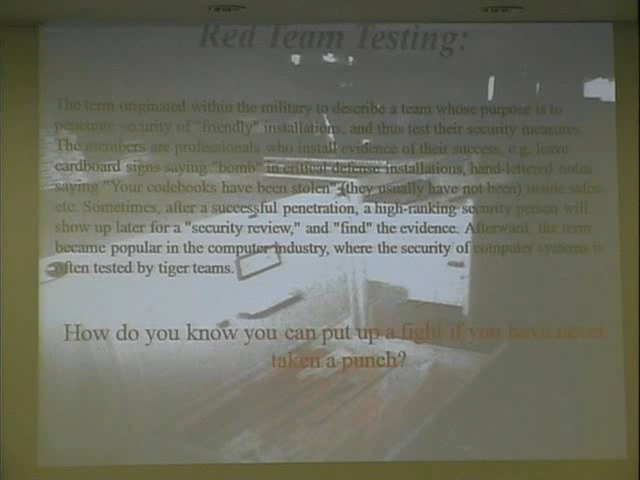 Red Team Testing:
The term originated within the military to describe a team whose purpose is to
penetrate security of "friendly" installations, and thus test their security measures.
The members are professionals who install evidence of their success, e.g. leave
cardboard signs saying "bomb" in critical defense installations, hand-lettered notes
saying "Your codebooks have been stolen" (they usually have not been) inside safes,
etc. Sometimes, after a successful penetration, a high-ranking security person will
show up later for a "security review," and "find" the evidence. Afterward, the term
became popular in the computer industry, where the security of computer systems is
often tested by tiger teams.
How do you know you can put up a fight if you have never
taken a punch?